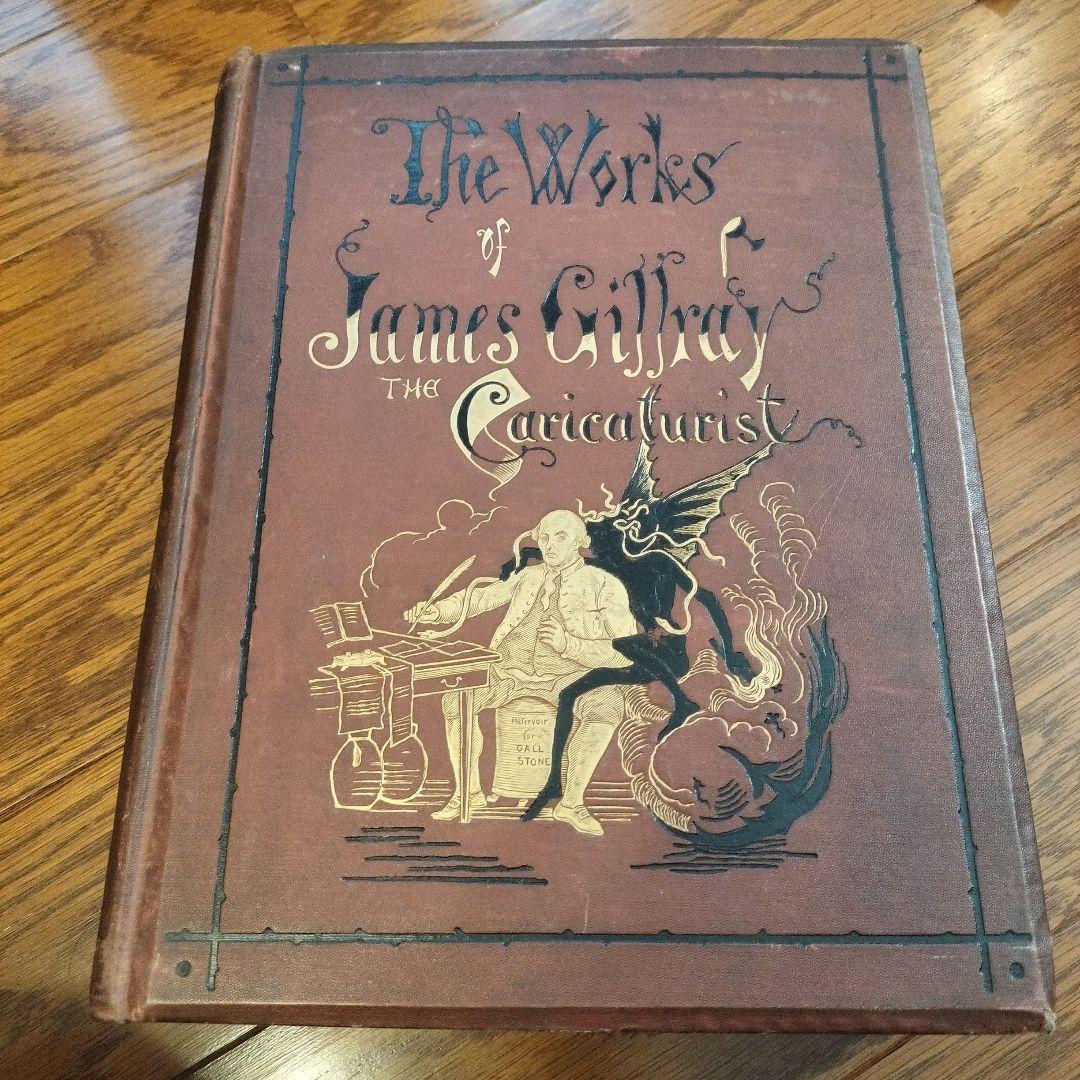 The Works
of
James Gillray
THE
Caricaturist
Reservoir
for
GALL
STONE